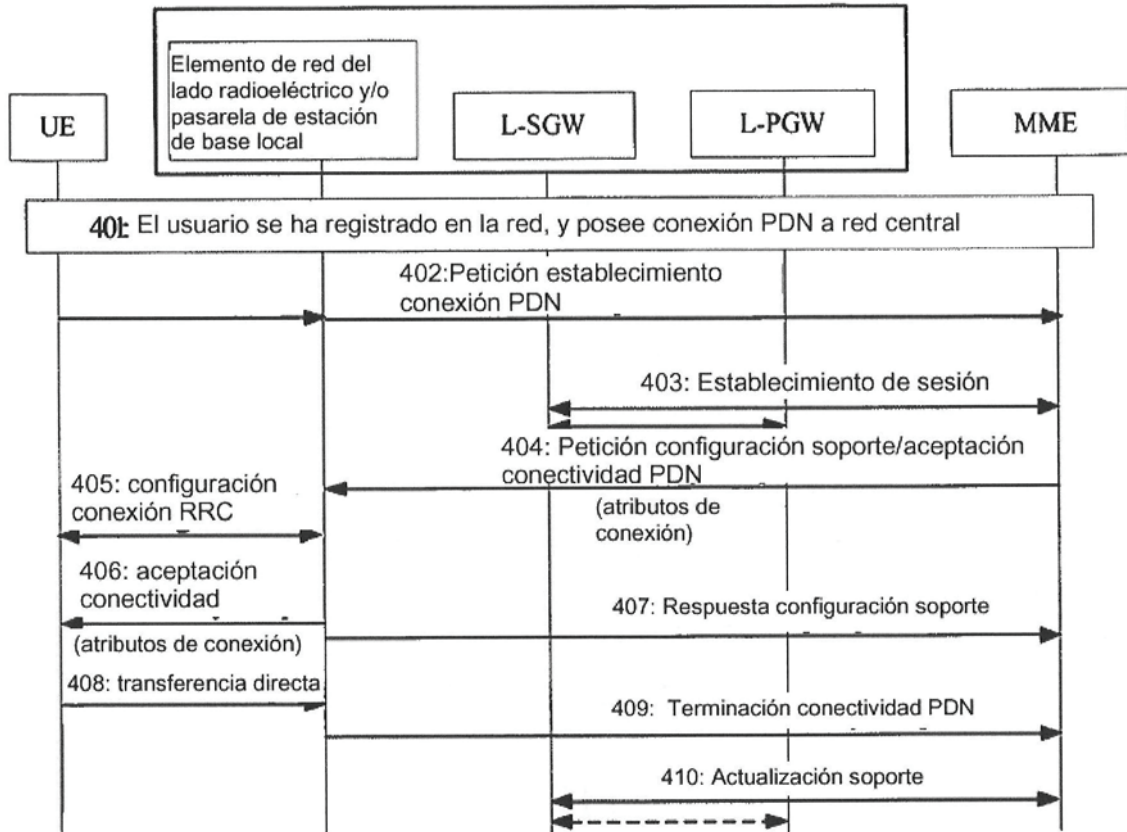 Elemento de red del
lado radioeléctrico y/o
pasarela de estación
de base local
UE
L-SGW
L-PGW
MME
401: El usuario se ha registrado en la red, y posee conexión PDN a red central
402:Petición establecimiento
conexión PDN
403: Establecimiento de sesión
404: Petición configuración soporte/aceptación
conectividad PDN
(atributos de
conexión)
405: configuración
conexión RRC
406: aceptación
conectividad
(atributos de conexión)
407: Respuesta configuración soporte
408: transferencia directa
409: Terminación conectividad PDN
410: Actualización soporte